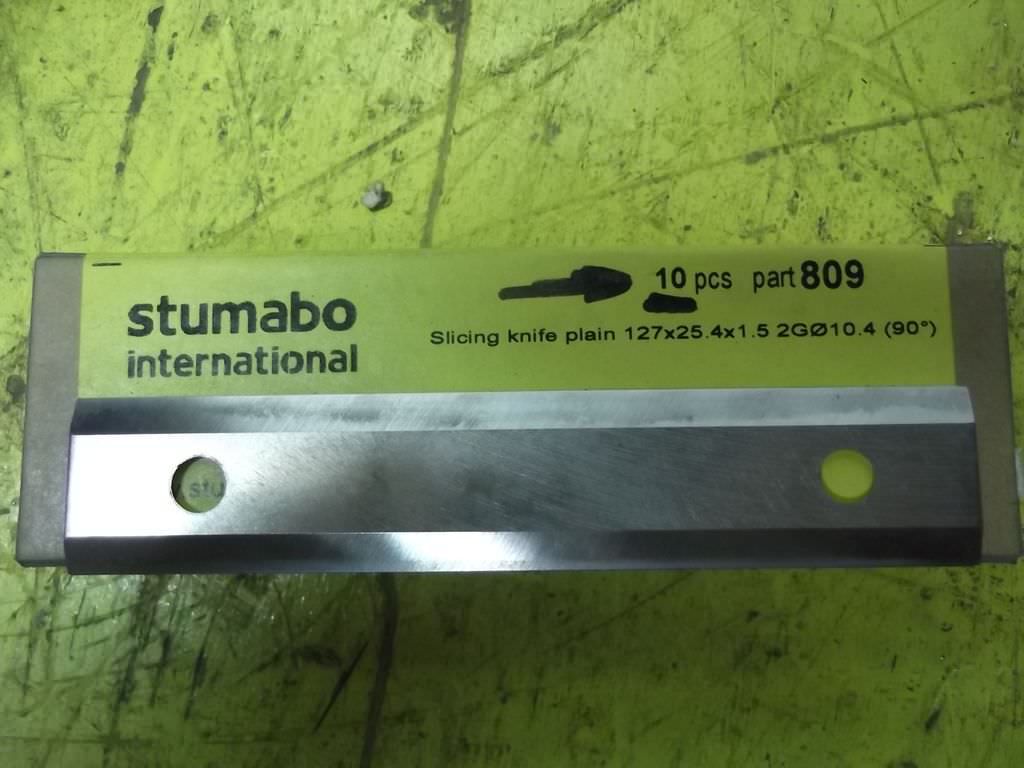 stumabo
international
10 pcs part 809
Slicing knife plain 127x25.4x1.5 2GØ10.4 (90°)
stu